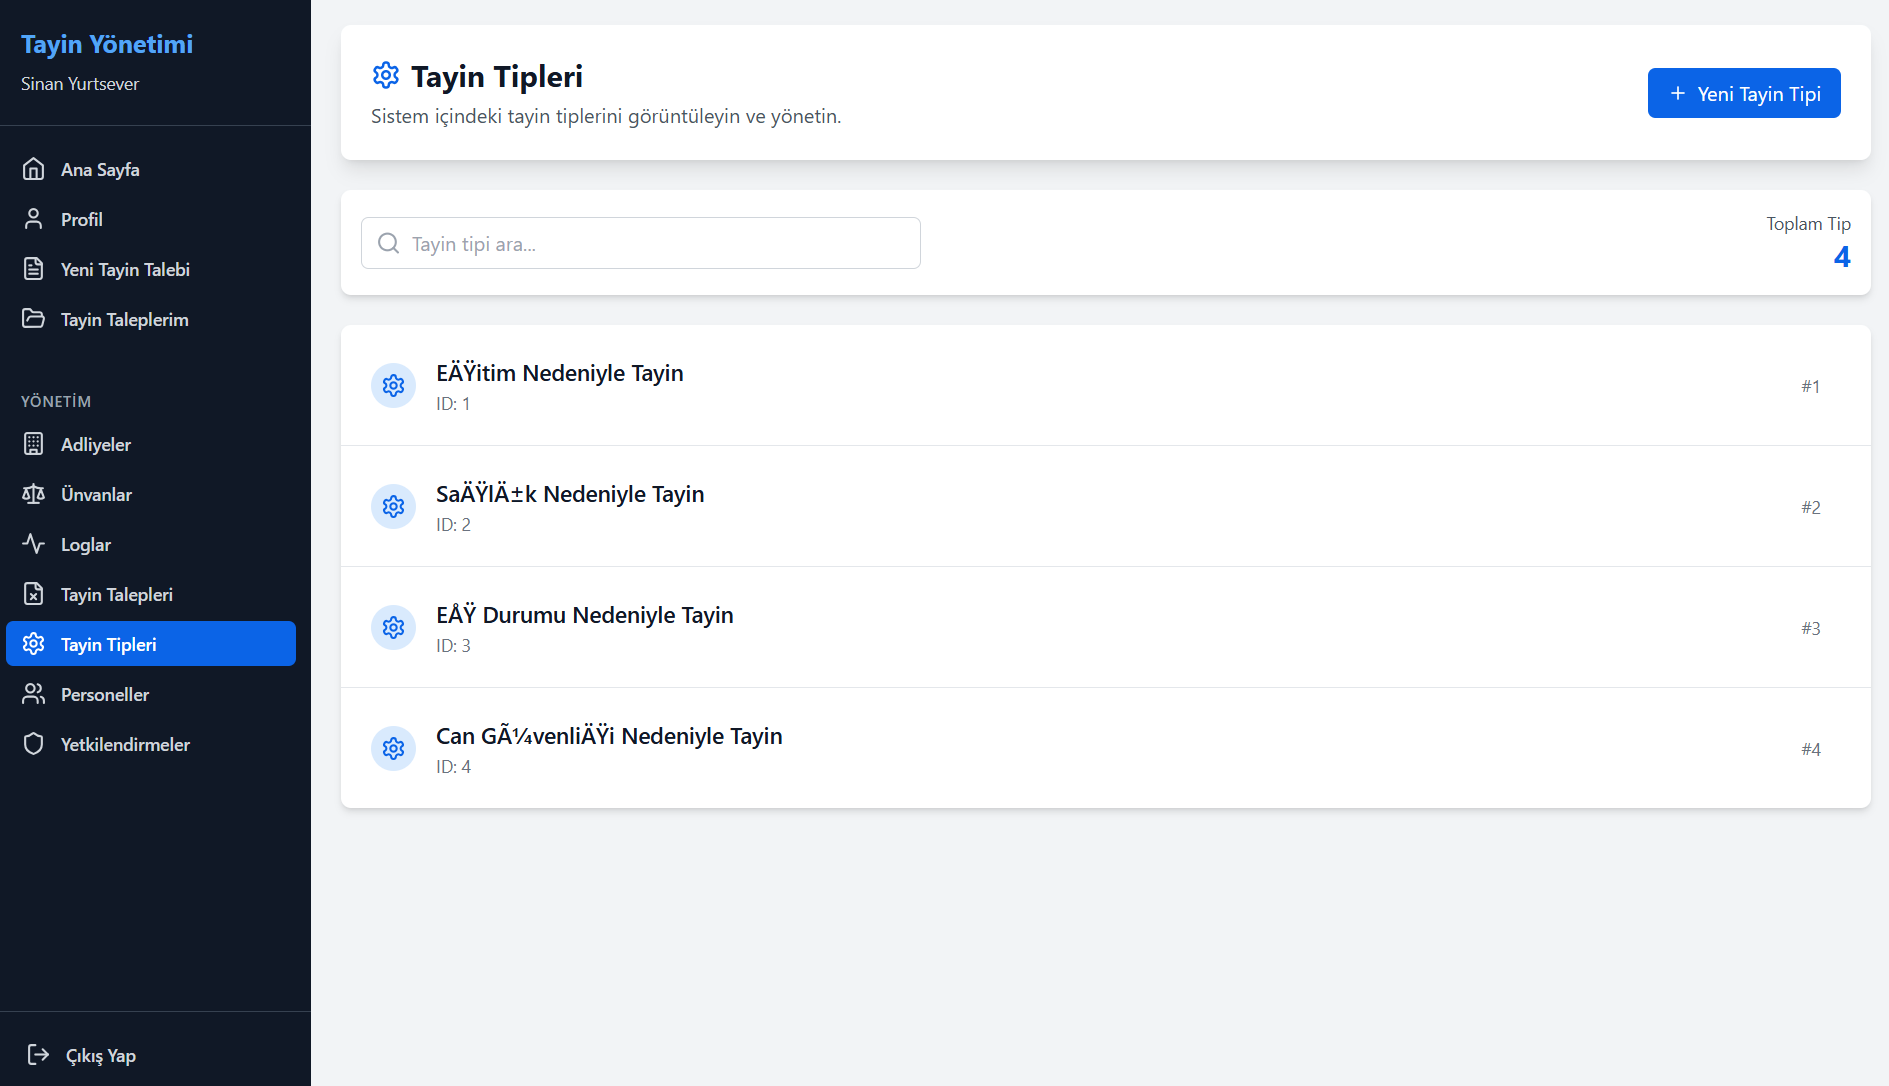 Tayin Yönetimi
Sinan Yurtsever
Ana Sayfa
Profil
Yeni Tayin Talebi
Tayin Taleplerim
YÖNETİM
Adliyeler
Ünvanlar
Loglar
Tayin Talepleri
Tayin Tipleri
Personeller
Yetkilendirmeler
Çıkış Yap
Tayin Tipleri
Sistem içindeki tayin tiplerini görüntüleyin ve yönetin.
+ Yeni Tayin Tipi
Tayin tipi ara...
Toplam Tip
4
EÄŸitim Nedeniyle Tayin
ID: 1
#1
SaÄŸlÄ±k Nedeniyle Tayin
ID: 2
#2
EÅŸ Durumu Nedeniyle Tayin
ID: 3
#3
Can GÃ¼venliÄŸi Nedeniyle Tayin
ID: 4
#4